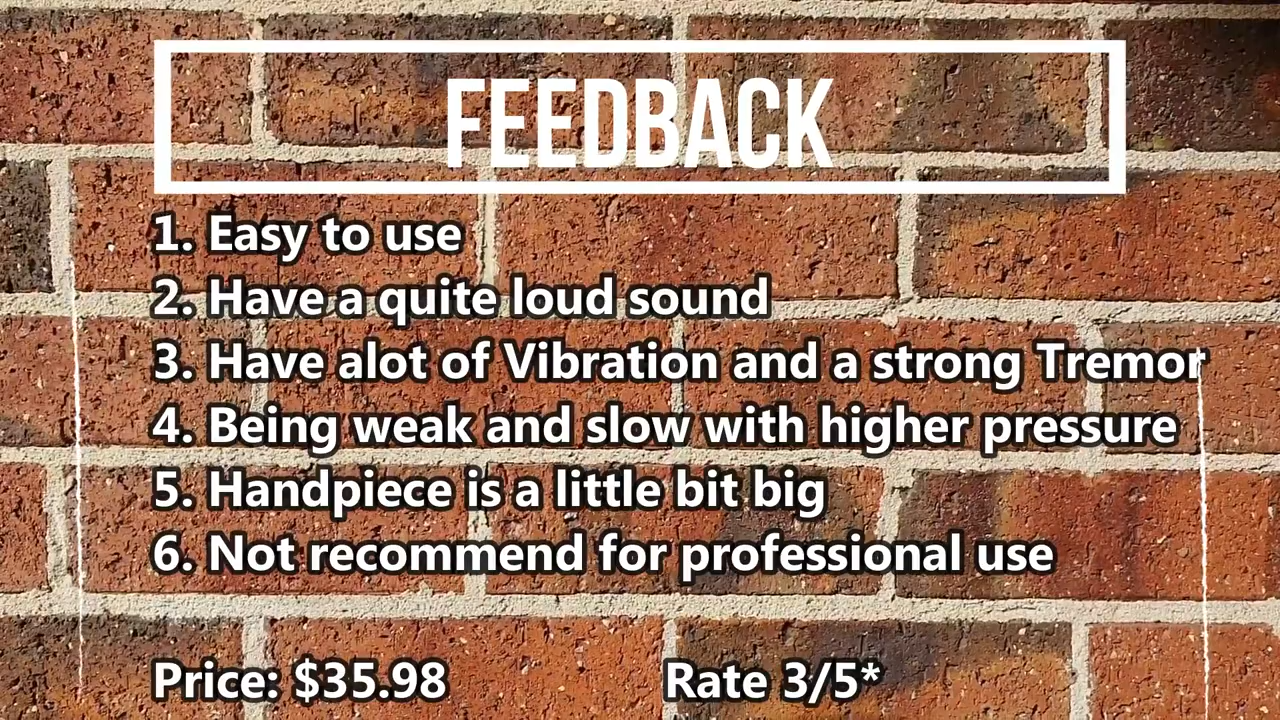 FEEDBACK
1. Easy to use
2. Have a quite loud sound
3. Have alot of Vibration and a strong Tremor
4. Being weak and slow with higher pressure
5. Handpiece is a little bit big
6. Not recommend for professional use
Price: $35.98 Rate 3/5*